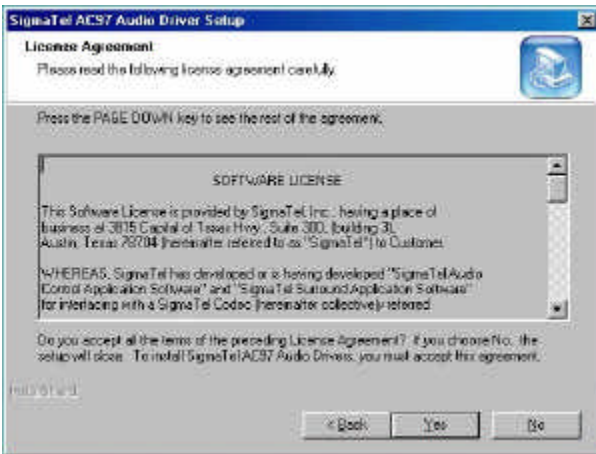 SigmaTel AC97 Audio Driver Setup
License Agreement
Please read the following license agreement carefully.
Press the PAGE DOWN key to see the rest of the agreement.
SOFTWARE LICENSE
This Software License is provided by SigmaTel, Inc., having a place of
business at 3815 Capital of Texas Hwy., Suite 300, (building 3),
Austin, Texas 78704 (hereinafter referred to as "SigmaTel") to Customer.
WHEREAS, SigmaTel has developed or is having developed "SigmaTel Audio
Control Application Software" and "SigmaTel Surround Application Software"
for interfacing with a SigmaTel Codec (hereinafter collectively referred
Do you accept all the terms of the preceding License Agreement? If you choose No, the
setup will close. To install SigmaTel AC97 Audio Drivers, you must accept this agreement.
InstallShield
< Back
Yes
No